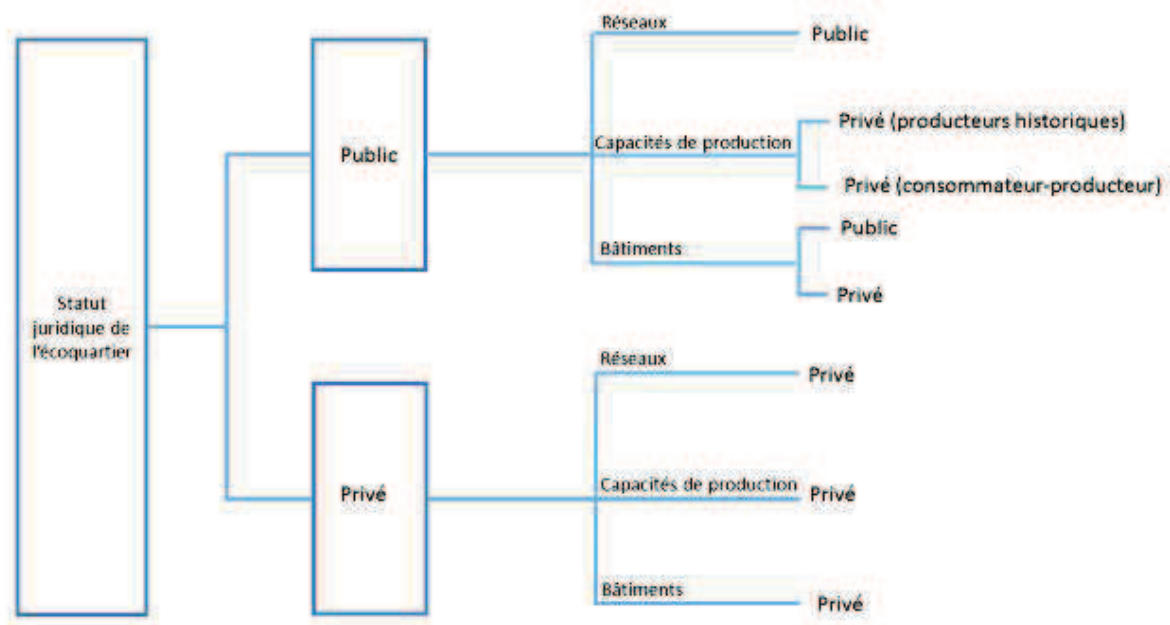 Statut
juridique de
l'écoquartier
Public
Réseaux
Public
Capacités de production
Privé (producteurs historiques)
Privé (consommateur-producteur)
Bâtiments
Public
Privé
Privé
Réseaux
Privé
Capacités de production
Privé
Bâtiments
Privé